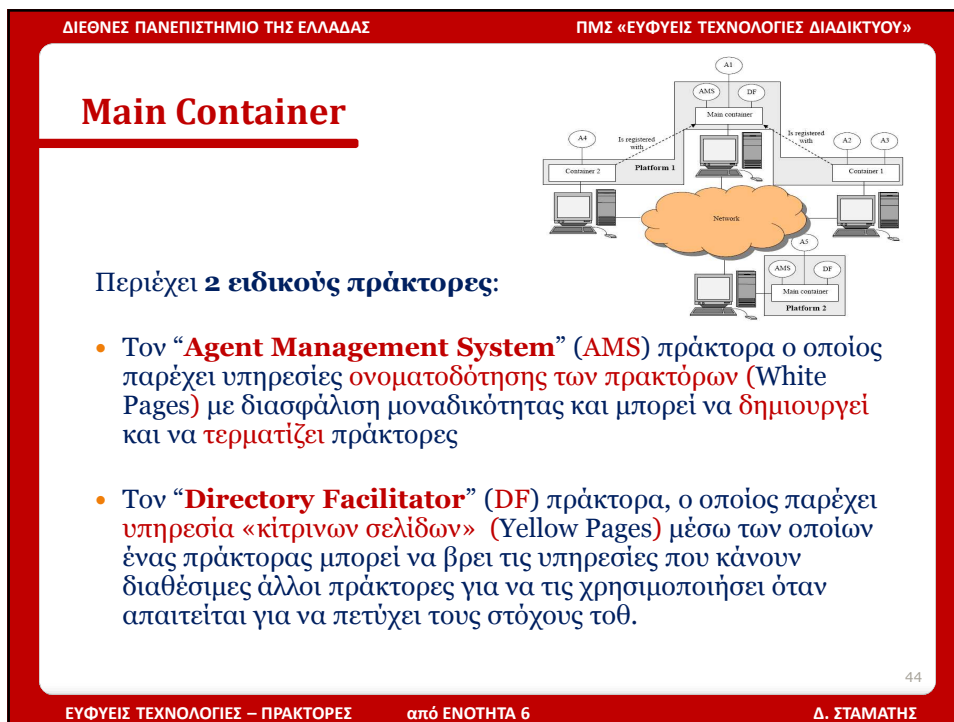 ΔΙΕΘΝΕΣ ΠΑΝΕΠΙΣΤΗΜΙΟ ΤΗΣ ΕΛΛΑΔΑΣ
ΠΜΣ «ΕΥΦΥΕΙΣ ΤΕΧΝΟΛΟΓΙΕΣ ΔΙΑΔΙΚΤΥΟΥ»
Main Container
A1
AMS
DF
Main container
Is registered
with
Is registered
with
A4
A2
A3
Container 2
Platform 1
Container 1
Network
A5
AMS
DF
Main container
Platform 2
Περιέχει 2 ειδικούς πράκτορες:
• Τον “Agent Management System” (AMS) πράκτορα ο οποίος
παρέχει υπηρεσίες ονοματοδότησης των πρακτόρων (White
Pages) με διασφάλιση μοναδικότητας και μπορεί να δημιουργεί
και να τερματίζει πράκτορες
• Τον “Directory Facilitator” (DF) πράκτορα, ο οποίος παρέχει
υπηρεσία «κίτρινων σελίδων» (Yellow Pages) μέσω των οποίων
ένας πράκτορας μπορεί να βρει τις υπηρεσίες που κάνουν
διαθέσιμες άλλοι πράκτορες για να τις χρησιμοποιήσει όταν
απαιτείται για να πετύχει τους στόχους τοθ.
44
ΕΥΦΥΕΙΣ ΤΕΧΝΟΛΟΓΙΕΣ – ΠΡΑΚΤΟΡΕΣ
από ΕΝΟΤΗΤΑ 6
Δ. ΣΤΑΜΑΤΗΣ